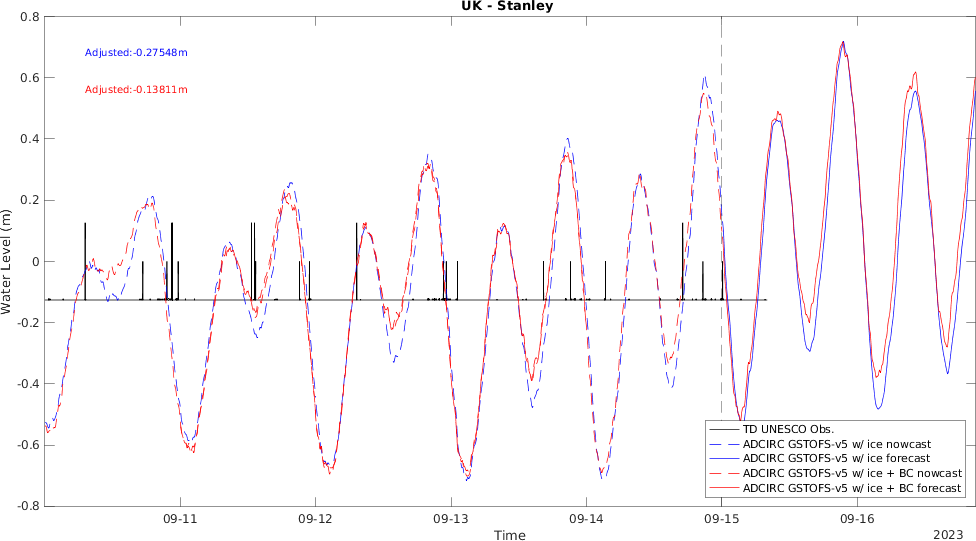 UK - Stanley
Adjusted:-0.27548m
Adjusted:-0.13811m
Water Level (m)
0.8
0.6
0.4
0.2
0
-0.2
-0.4
-0.6
-0.8
TD UNESCO Obs.
ADCIRC GSTOFS-v5 w/ ice nowcast
ADCIRC GSTOFS-v5 w/ ice forecast
ADCIRC GSTOFS-v5 w/ ice + BC nowcast
ADCIRC GSTOFS-v5 w/ ice + BC forecast
09-11 09-12 09-13 09-14 09-15 09-16
Time
2023